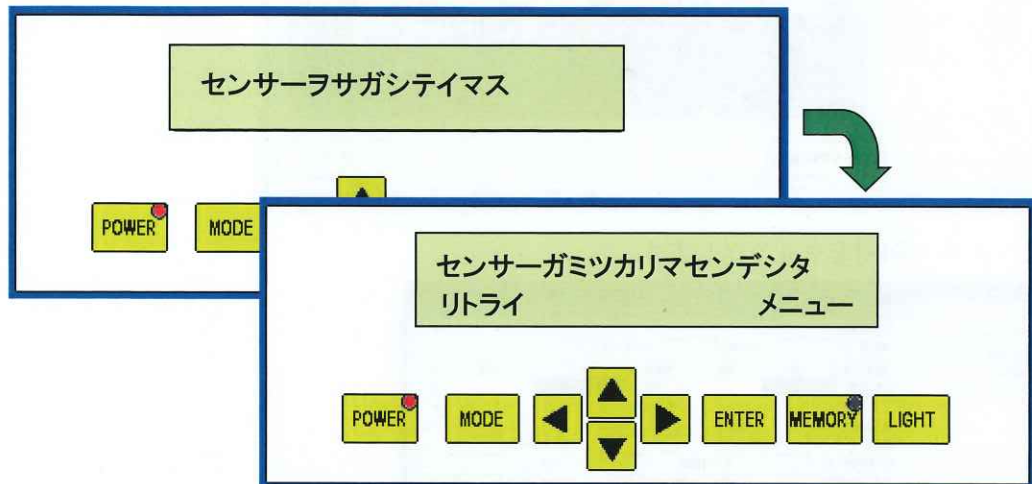 センサーヲサガシテイマス
POWER MODE
センサーガミツカリマセンデシタ
リトライ メニュー
POWER MODE ENTER MEMORY LIGHT